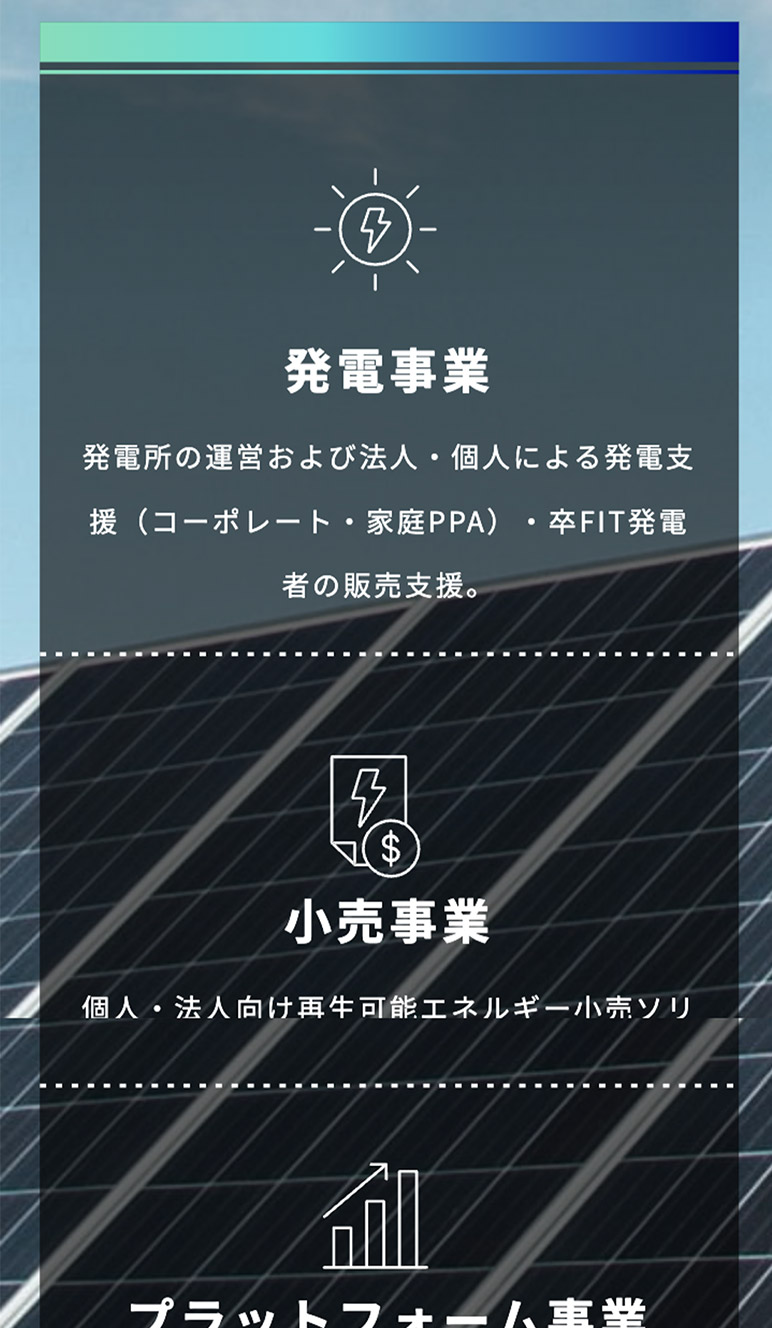 発電事業
発電所の運営および法人・個人による発電支
援（コーポレート・家庭PPA）・卒FIT発電
者の販売支援。
$
小売事業
個人・法人向け再生可能エネルギー小売ソリ
プラットフォーム事業